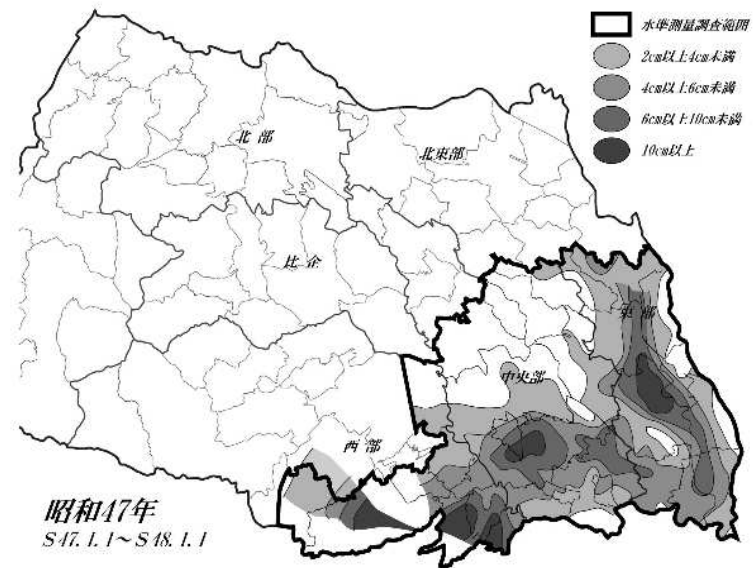 水準測量調査範囲
2cm以上4cm未満
4cm以上6cm未満
6cm以上10cm未満
10cm以上
北部
北東部
比企
東部
中央部
西部
昭和47年
S47.1.1～S48.1.1